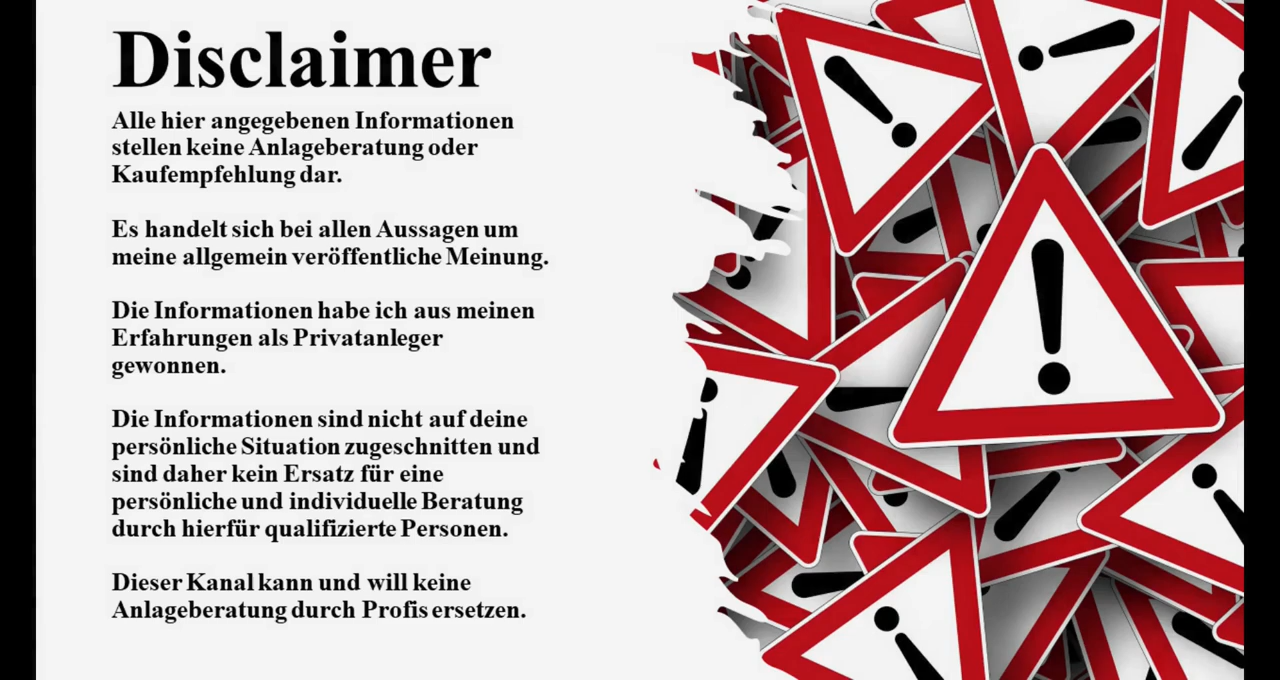 Disclaimer
Alle hier angegebenen Informationen
stellen keine Anlageberatung oder
Kaufempfehlung dar.
Es handelt sich bei allen Aussagen um
meine allgemein veröffentliche Meinung.
Die Informationen habe ich aus meinen
Erfahrungen als Privatanleger
gewonnen.
Die Informationen sind nicht auf deine
persönliche Situation zugeschnitten und
sind daher kein Ersatz für eine
persönliche und individuelle Beratung
durch hierfür qualifizierte Personen.
Dieser Kanal kann und will keine
Anlageberatung durch Profis ersetzen.